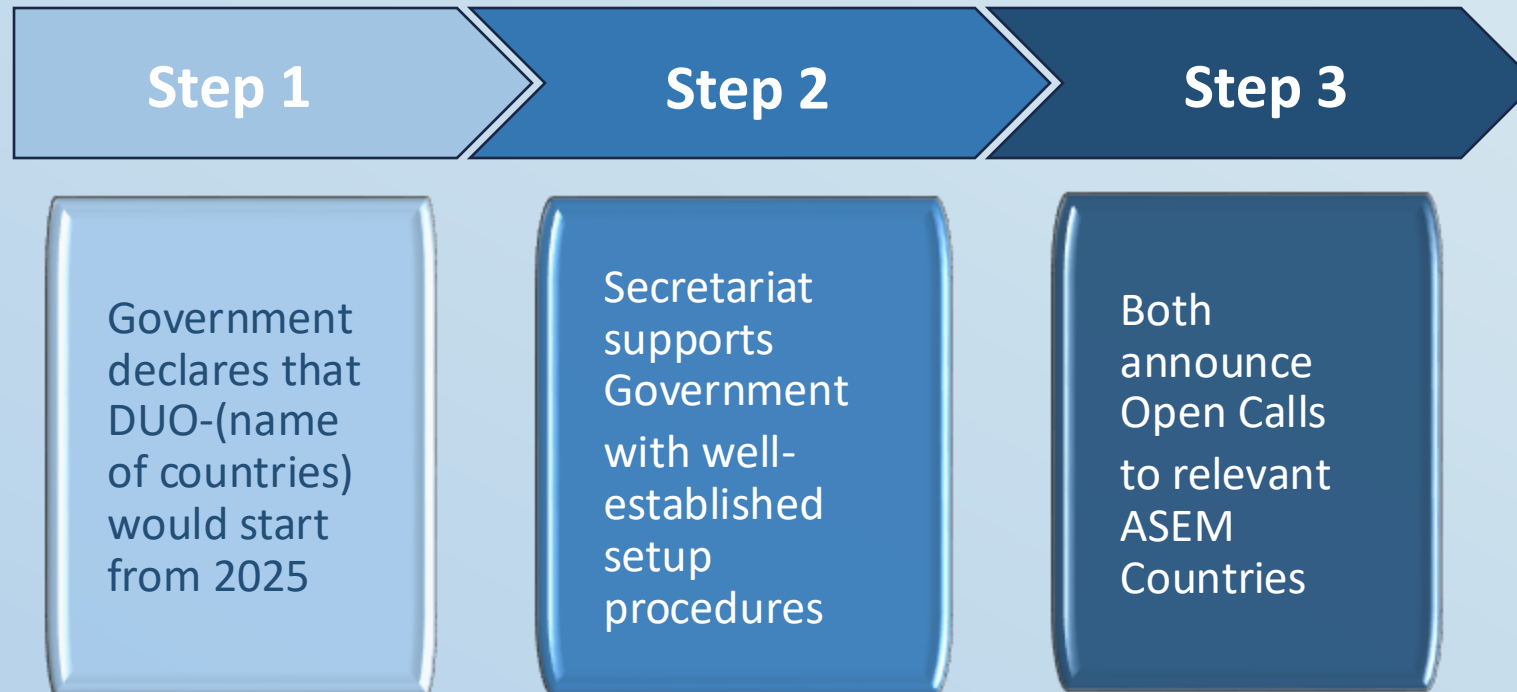 Step 1
Step 2
Step 3
Government
declares that
DUO-(name
of countries)
would start
from 2025
Secretariat
supports
Government
with well-
established
setup
procedures
Both
announce
Open Calls
to relevant
ASEM
Countries